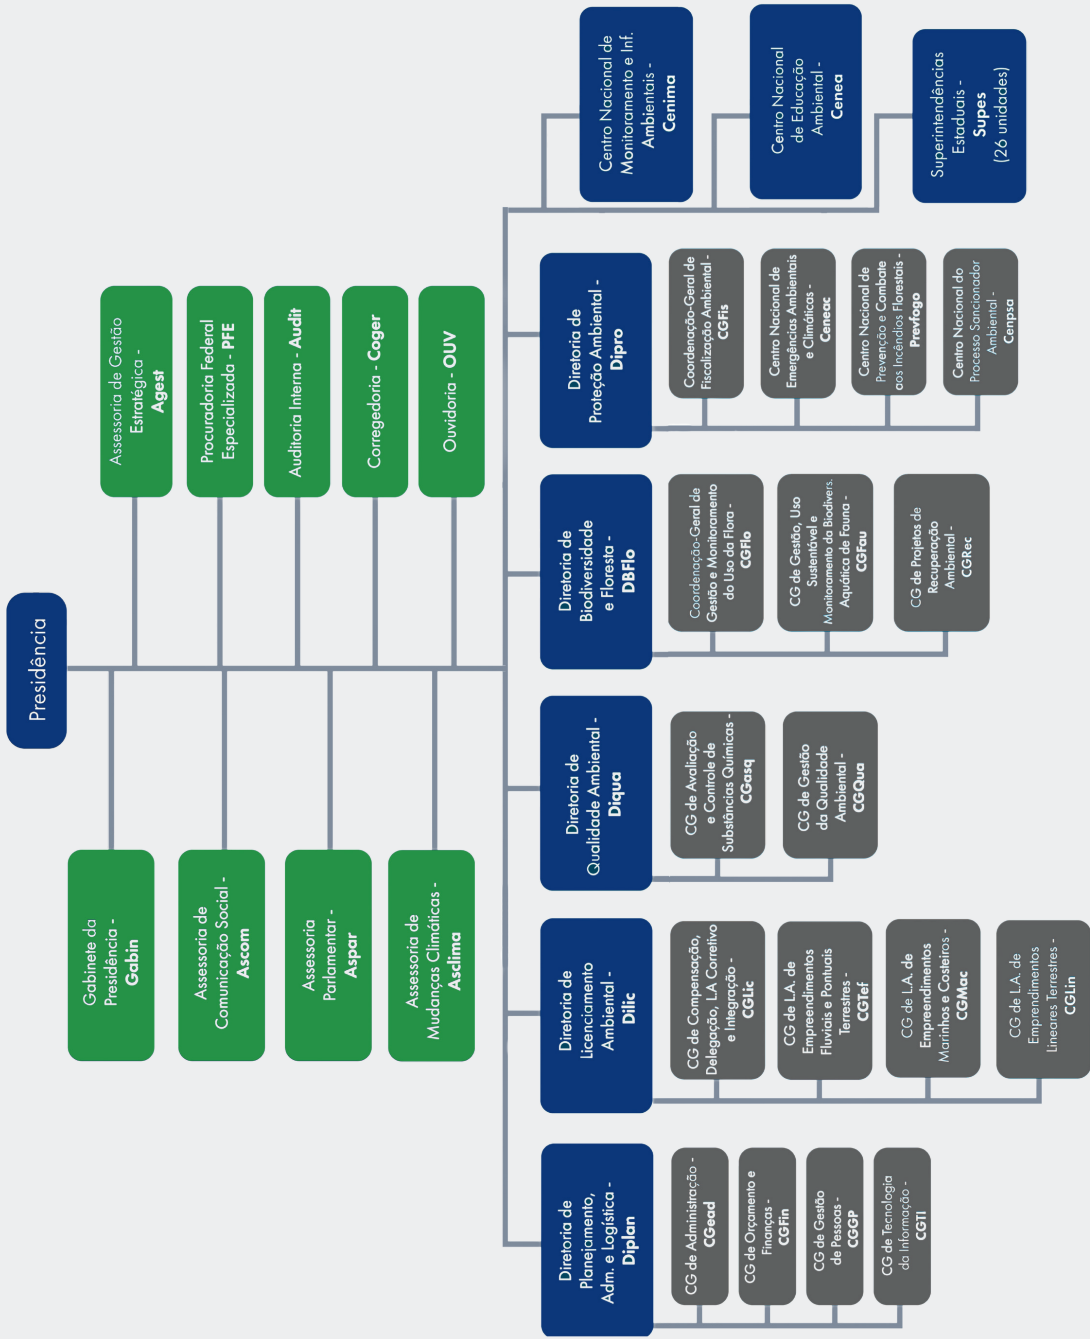 Presidência
Gabinete da
Presidência -
Gabin
Assessoria de
Comunicação Social -
Ascom
Assessoria
Parlamentar -
Aspar
Assessoria de
Mudanças Climáticas -
Asclima
Assessoria de Gestão
Estratégica -
Agest
Procuradoria Federal
Especializada - PFE
Auditoria Interna - Audit
Corregedoria - Coger
Ouvidoria - OUV
Diretoria de
Planejamento,
Adm. e Logística -
Diplan
CG de Administração -
CGead
CG de Orçamento e
Finanças -
CGFin
CG de Gestão
de Pessoas -
CGGP
CG de Tecnologia
da Informação -
CGTI
Diretoria de
Licenciamento
Ambiental -
Dilic
CG de Compensação,
Delegação, LA Corretivo
e Integração -
CGLic
CG de L.A. de
Empreendimentos
Fluviais e Pontuais
Terrestres -
CGTef
CG de L.A. de
Empreendimentos
Marinhos e Costeiros -
CGMac
CG de L.A. de
Emprendimentos
Lineares Terrestres -
CGLin
Diretoria de
Qualidade Ambiental -
Diqua
CG de Avaliação
e Controle de
Substâncias Químicas -
CGasq
CG de Gestão
da Qualidade
Ambiental -
CGQua
Diretoria de
Biodiversidade
e Floresta -
DBFlo
Coordenação-Geral de
Gestão e Monitoramento
do Uso da Flora -
CGFlo
CG de Gestão, Uso
Sustentável e
Monitoramento da Biodivers.
Aquática de Fauna -
CGFau
CG de Projetos de
Recuperação
Ambiental -
CGRec
Diretoria de
Proteção Ambiental -
Dipro
Coordenação-Geral de
Fiscalização Ambiental -
CGFis
Centro Nacional de
Emergências Ambientais
e Climáticas -
Ceneac
Centro Nacional de
Prevenção e Combate
aos Incêndios Florestais -
Prevfogo
Centro Nacional do
Processo Sancionador
Ambiental -
Cenpsa
Centro Nacional de
Monitoramento e Inf.
Ambientais -
Cenima
Centro Nacional
de Educação
Ambiental -
Cenea
Superintendências
Estaduais -
Supes
(26 unidades)